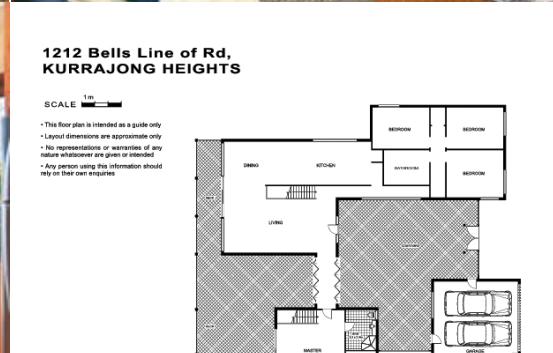 1212 Bells Line of Rd,
KURRAJONG HEIGHTS
1m
SCALE
• This floor plan is intended as a guide only
• Layout dimensions are approximate only
• No representations or warranties of any
nature whatsoever are given or intended
• Any person using this information should
rely on their own enquiries
BEDROOM
BEDROOM
DINING
KITCHEN
BATHROOM
BEDROOM
LIVING
MASTER
GARAGE